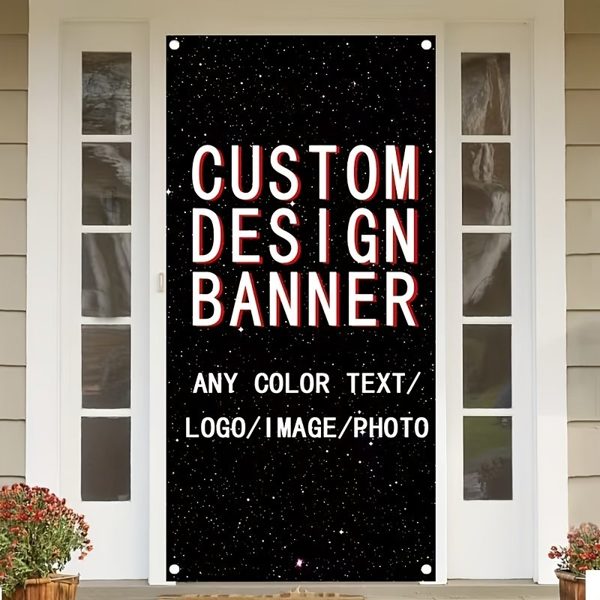 CUSTOM
DESIGN
BANNER
ANY COLOR TEXT/
LOGO/IMAGE/PHOTO